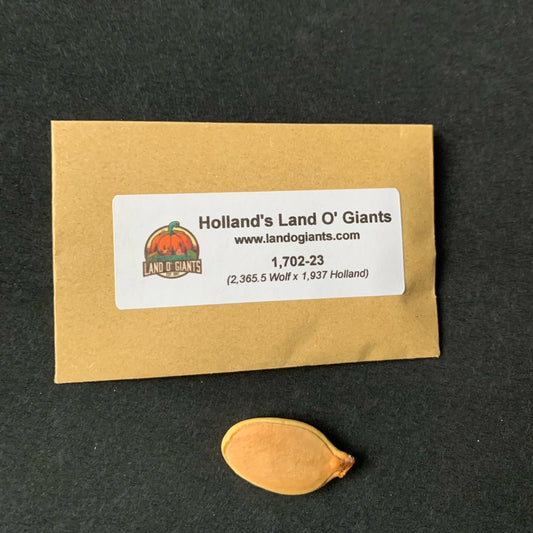 Holland's Land O' Giants
www.landogiants.com
LAND O' GIANTS
1,702-23
(2,365.5 Wolf x 1,937 Holland)